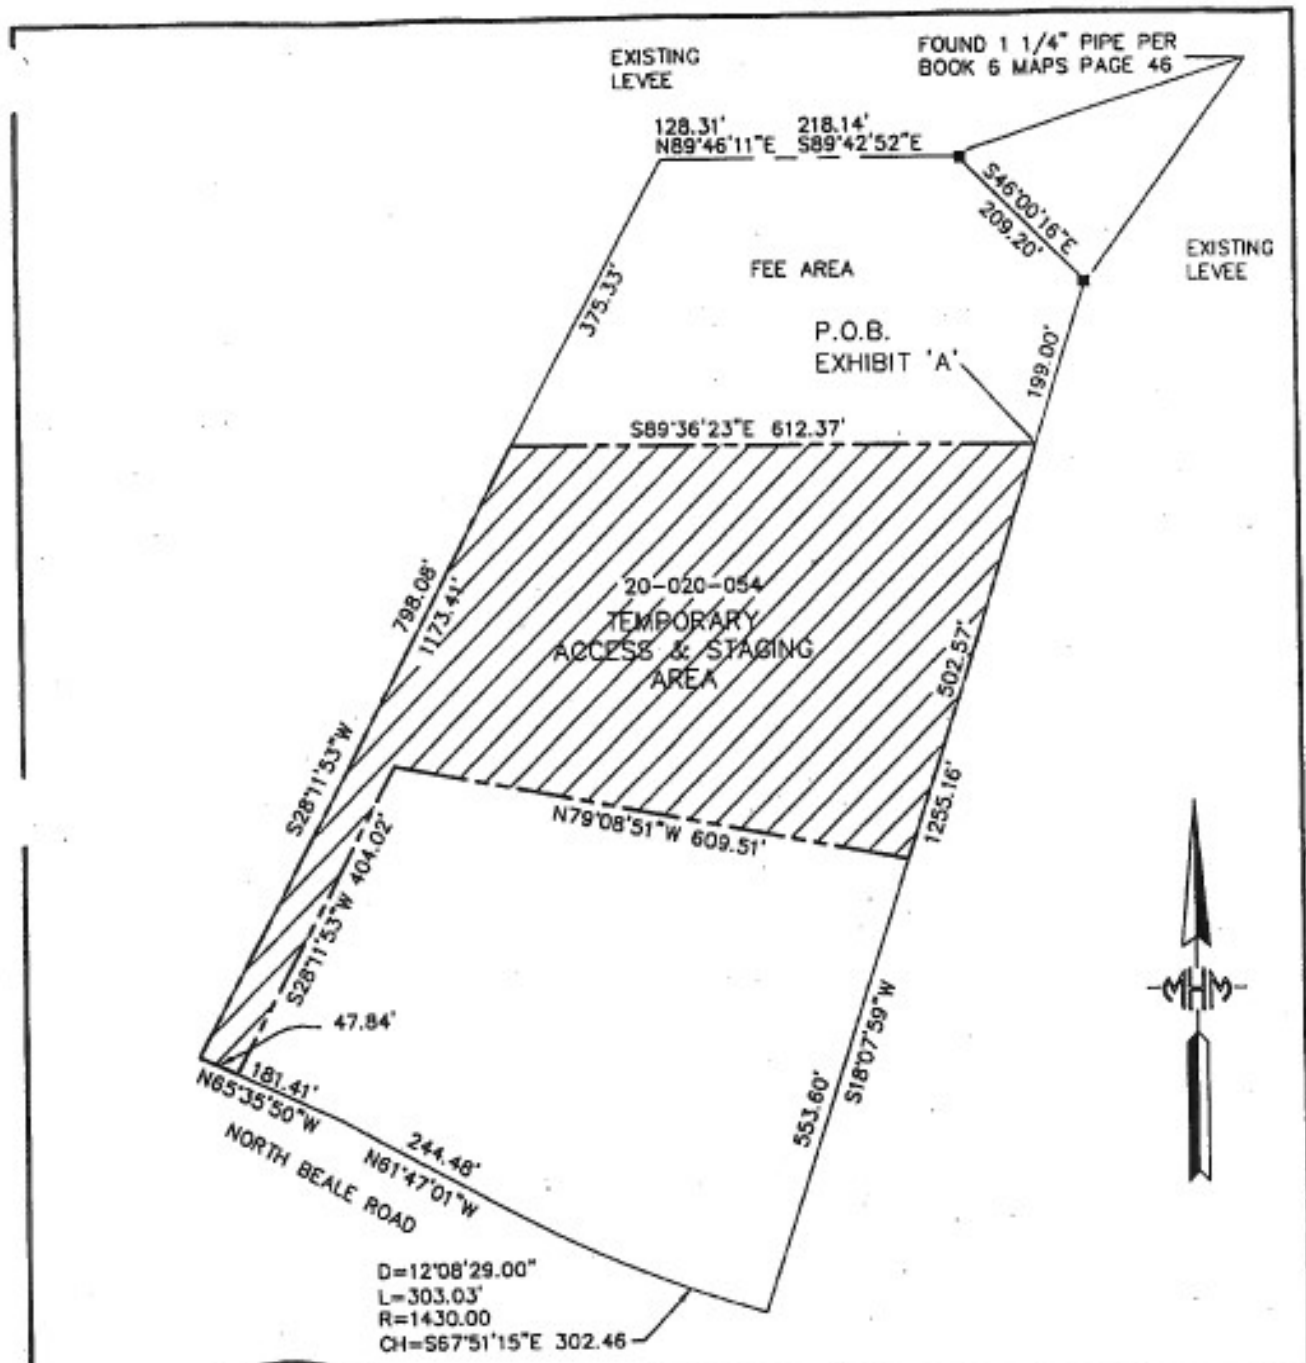 EXISTING
LEVEE
FOUND 1 1/4" PIPE PER
BOOK 6 MAPS PAGE 46
128.31'
N89°46'11"E
218.14'
S89°42'52"E
S46°00'16"E
209.20'
EXISTING
LEVEE
FEE AREA
375.33'
P.O.B.
EXHIBIT 'A'
199.00'
S89°36'23"E 612.37'
20-020-054
TEMPORARY
ACCESS & STAGING
AREA
798.08'
1173.41'
S28°11'53"W
502.57'
1255.16'
N79°08'51"W 609.51'
S28°11'53"W 404.02'
47.84'
181.41'
N65°35'50"W
NORTH BEALE ROAD
244.48'
N61°47'01"W
553.60'
S18°07'59"W
MHM
D=12°08'29.00"
L=303.03'
R=1430.00
CH=S67°51'15"E 302.46